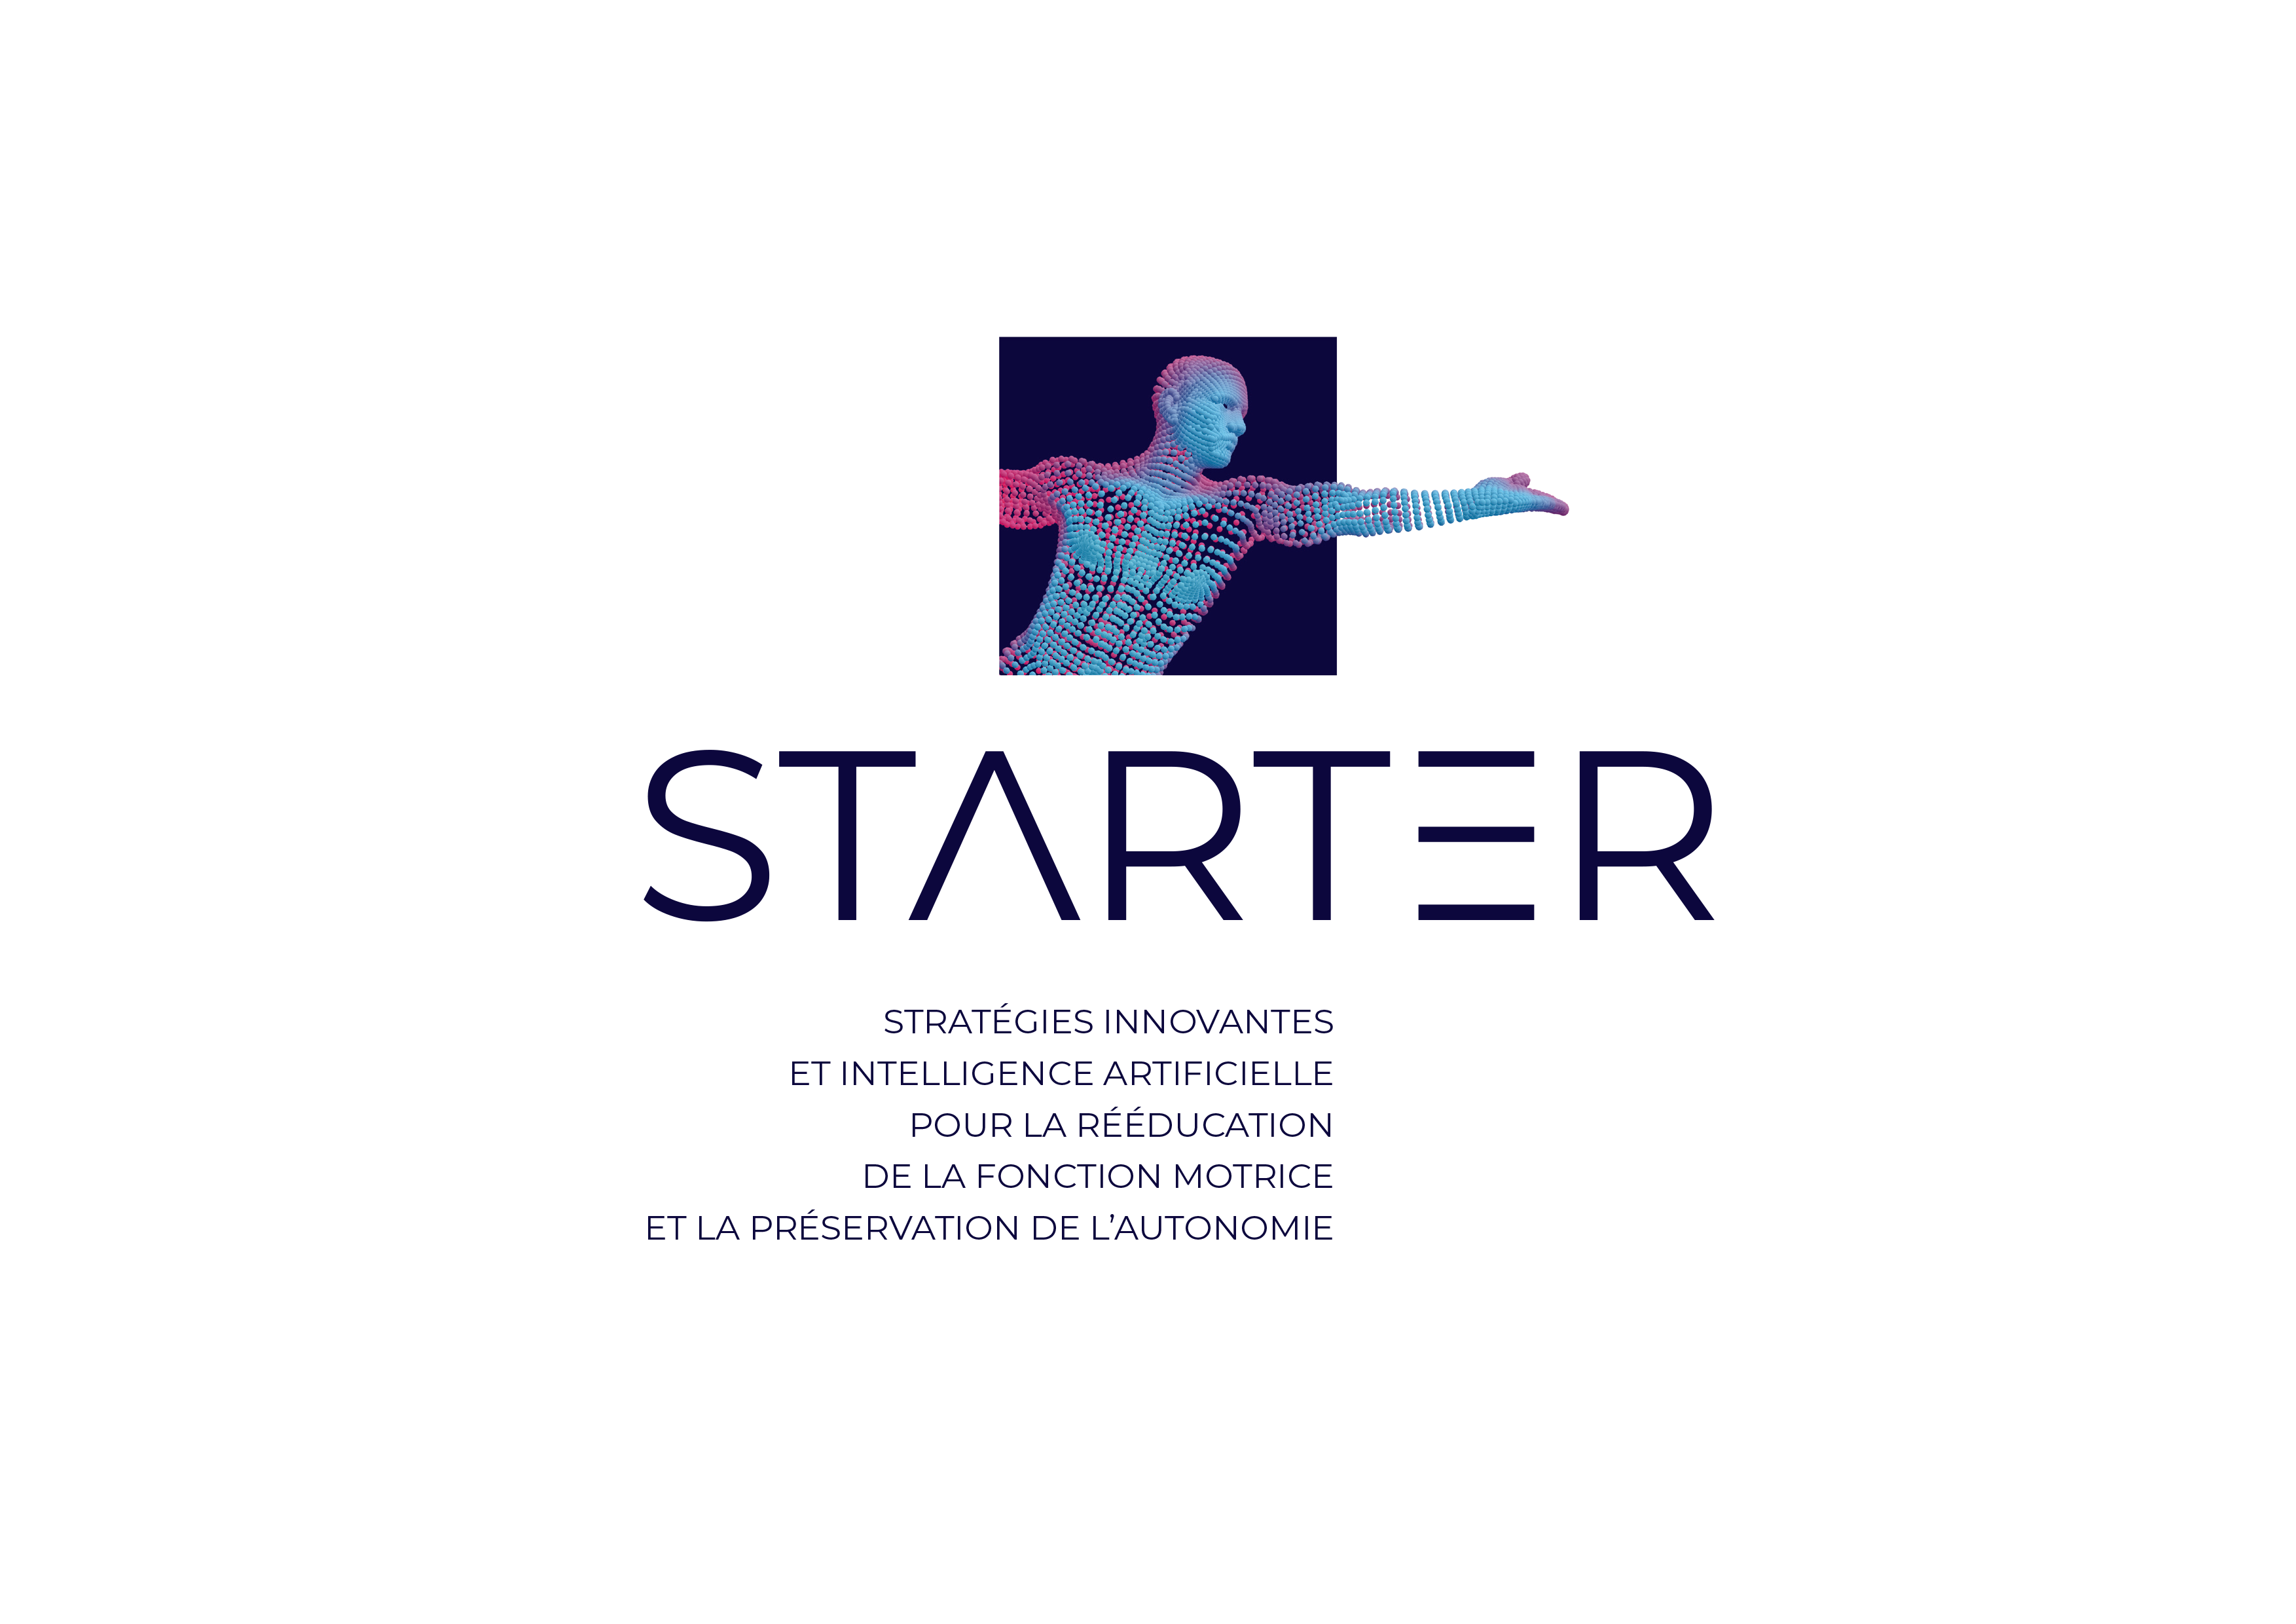 STARTER
STRATÉGIES INNOVANTES
ET INTELLIGENCE ARTIFICIELLE
POUR LA RÉÉDUCATION
DE LA FONCTION MOTRICE
ET LA PRÉSERVATION DE L’AUTONOMIE